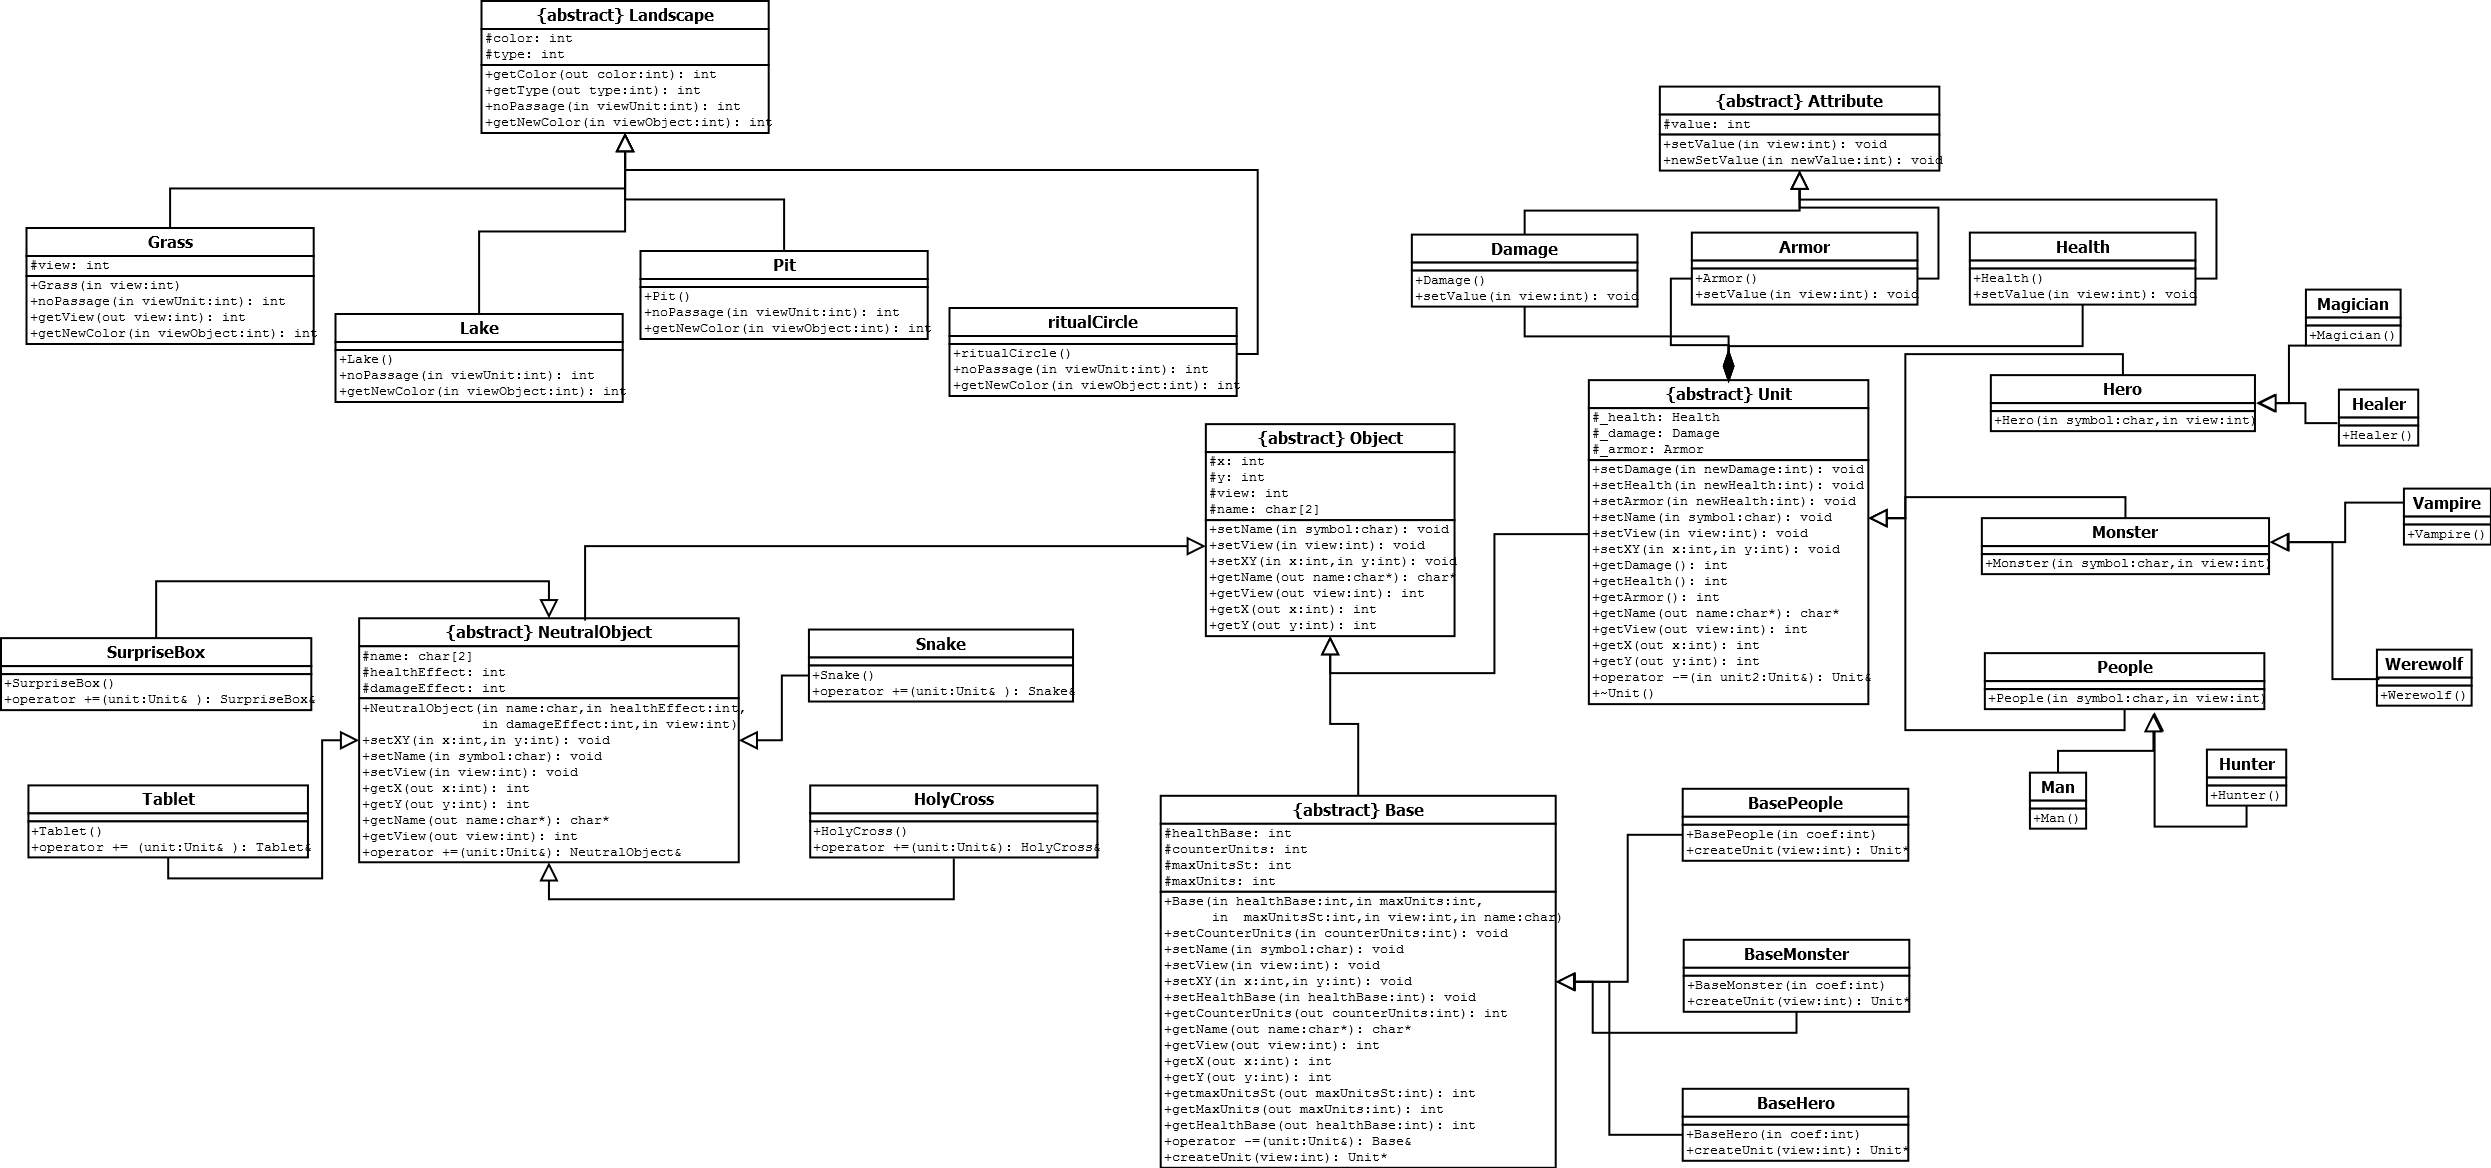 {abstract} Landscape
#color: int
#type: int
+getColor(out color:int): int
+getType(out type:int): int
+noPassage(in viewUnit:int): int
+getNewColor(in viewObject:int): int
{abstract} Attribute
#value: int
+setValue(in view:int): void
+newSetValue(in newValue:int): void
Grass
#view: int
+Grass(in view:int)
+noPassage(in viewUnit:int): int
+getView(out view:int): int
+getNewColor(in viewObject:int): int
Lake
+Lake()
+noPassage(in viewUnit:int): int
+getNewColor(in viewObject:int): int
Pit
+Pit()
+noPassage(in viewUnit:int): int
+getNewColor(in viewObject:int): int
ritualCircle
+ritualCircle()
+noPassage(in viewUnit:int): int
+getNewColor(in viewObject:int): int
Damage
+Damage()
+setValue(in view:int): void
Armor
+Armor()
+setValue(in view:int): void
Health
+Health()
+setValue(in view:int): void
Magician
+Magician()
Hero
+Hero(in symbol:char,in view:int)
Healer
+Healer()
{abstract} Unit
#_health: Health
#_damage: Damage
#_armor: Armor
+setDamage(in newDamage:int): void
+setHealth(in newHealth:int): void
+setArmor(in newHealth:int): void
+setName(in symbol:char): void
+setView(in view:int): void
+setXY(in x:int,in y:int): void
+getDamage(): int
+getHealth(): int
+getArmor(): int
+getName(out name:char*): char*
+getView(out view:int): int
+getX(out x:int): int
+getY(out y:int): int
+operator -=(in unit2:Unit&): Unit&
+~Unit()
{abstract} Object
#x: int
#y: int
#view: int
#name: char[2]
+setName(in symbol:char): void
+setView(in view:int): void
+setXY(in x:int,in y:int): void
+getName(out name:char*): char*
+getView(out view:int): int
+getX(out x:int): int
+getY(out y:int): int
Vampire
+Vampire()
Monster
+Monster(in symbol:char,in view:int)
Werewolf
+Werewolf()
People
+People(in symbol:char,in view:int)
Man
+Man()
Hunter
+Hunter()
SurpriseBox
+SurpriseBox()
+operator +=(unit:Unit& ): SurpriseBox&
{abstract} NeutralObject
#name: char[2]
#healthEffect: int
#damageEffect: int
+NeutralObject(in name:char,in healthEffect:int,
in damageEffect:int,in view:int)
+setXY(in x:int,in y:int): void
+setName(in symbol:char): void
+setView(in view:int): void
+getX(out x:int): int
+getY(out y:int): int
+getName(out name:char*): char*
+getView(out view:int): int
+operator +=(unit:Unit&): NeutralObject&
Snake
+Snake()
+operator +=(unit:Unit& ): Snake&
Tablet
+Tablet()
+operator += (unit:Unit& ): Tablet&
HolyCross
+HolyCross()
+operator +=(unit:Unit&): HolyCross&
{abstract} Base
#healthBase: int
#counterUnits: int
#maxUnitsSt: int
#maxUnits: int
+Base(in healthBase:int,in maxUnits:int,
in  maxUnitsSt:int,in view:int,in name:char)
+setCounterUnits(in counterUnits:int): void
+setName(in symbol:char): void
+setView(in view:int): void
+setXY(in x:int,in y:int): void
+setHealthBase(in healthBase:int): void
+getCounterUnits(out counterUnits:int): int
+getName(out name:char*): char*
+getView(out view:int): int
+getX(out x:int): int
+getY(out y:int): int
+getmaxUnitsSt(out maxUnitsSt:int): int
+getMaxUnits(out maxUnits:int): int
+getHealthBase(out healthBase:int): int
+operator -=(unit:Unit&): Base&
+createUnit(view:int): Unit*
BasePeople
+BasePeople(in coef:int)
+createUnit(view:int): Unit*
BaseMonster
+BaseMonster(in coef:int)
+createUnit(view:int): Unit*
BaseHero
+BaseHero(in coef:int)
+createUnit(view:int): Unit*